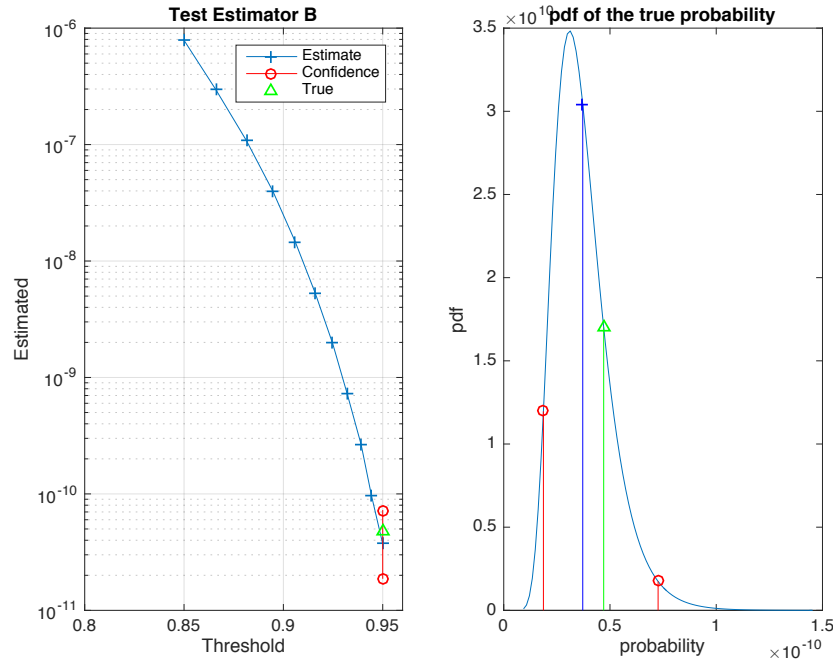 Test Estimator B
10^-6
10^-7
10^-8
10^-9
10^-10
10^-11
Estimated
Estimate
Confidence
True
0.8
0.85
0.9
0.95
Threshold
×10^10
pdf of the true probability
3.5
3
2.5
2
1.5
1
0.5
0
pdf
0
0.5
1
1.5
probability
×10^-10